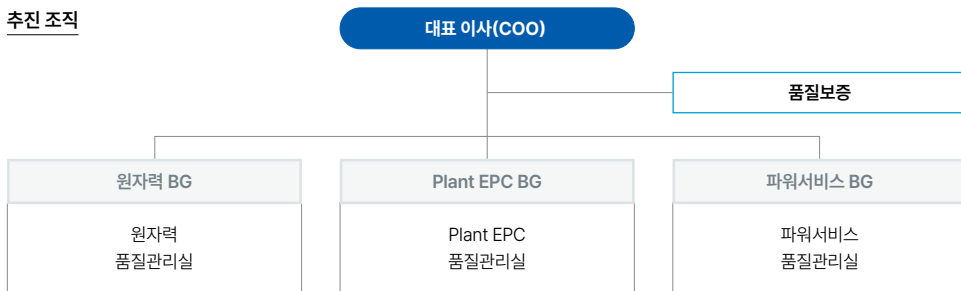 추진 조직
대표 이사(COO)
품질보증
원자력 BG
Plant EPC BG
파워서비스 BG
원자력
품질관리실
Plant EPC
품질관리실
파워서비스
품질관리실